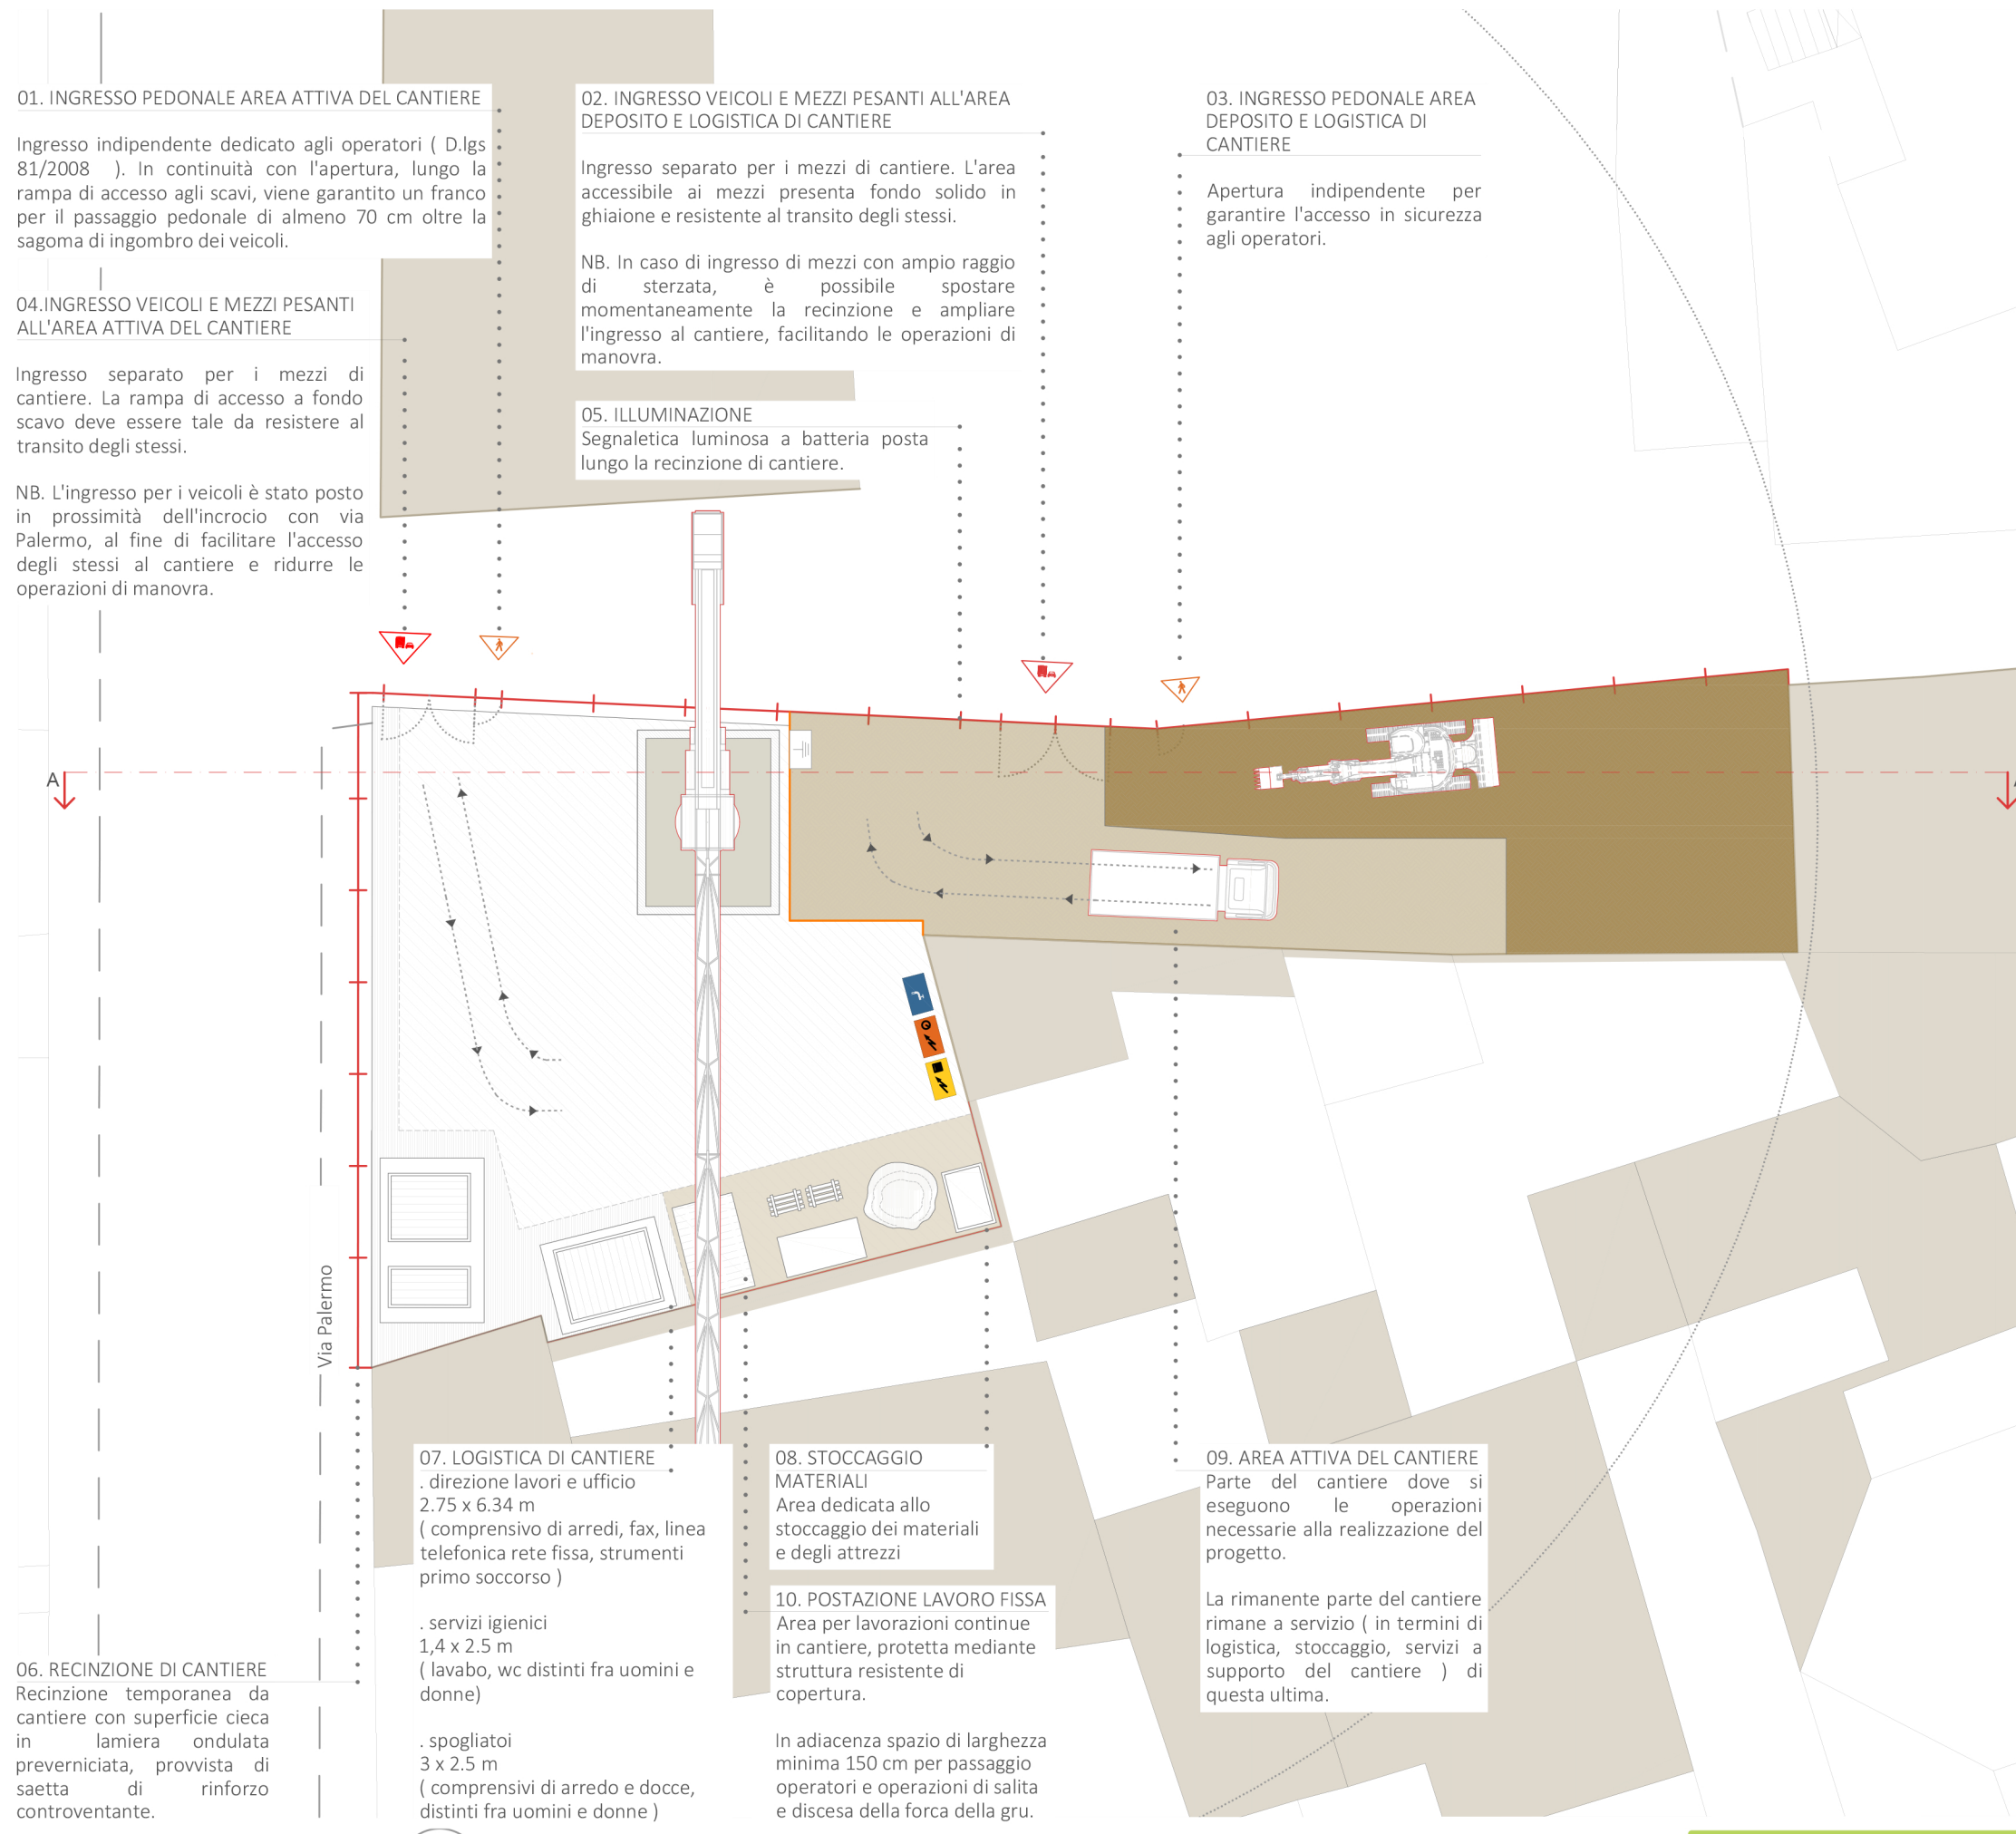 01. INGRESSO PEDONALE AREA ATTIVA DEL CANTIERE
Ingresso indipendente dedicato agli operatori ( D.lgs
81/2008 ). In continuità con l'apertura, lungo la
rampa di accesso agli scavi, viene garantito un franco
per il passaggio pedonale di almeno 70 cm oltre la
sagoma di ingombro dei veicoli.
02. INGRESSO VEICOLI E MEZZI PESANTI ALL'AREA
DEPOSITO E LOGISTICA DI CANTIERE
Ingresso separato per i mezzi di cantiere. L'area
accessibile ai mezzi presenta fondo solido in
ghiaione e resistente al transito degli stessi.
NB. In caso di ingresso di mezzi con ampio raggio
di sterzata, è possibile spostare
momentaneamente la recinzione e ampliare
l'ingresso al cantiere, facilitando le operazioni di
manovra.
03. INGRESSO PEDONALE AREA
DEPOSITO E LOGISTICA DI
CANTIERE
Apertura indipendente per
garantire l'accesso in sicurezza
agli operatori.
04.INGRESSO VEICOLI E MEZZI PESANTI
ALL'AREA ATTIVA DEL CANTIERE
Ingresso separato per i mezzi di
cantiere. La rampa di accesso a fondo
scavo deve essere tale da resistere al
transito degli stessi.
NB. L'ingresso per i veicoli è stato posto
in prossimità dell'incrocio con via
Palermo, al fine di facilitare l'accesso
degli stessi al cantiere e ridurre le
operazioni di manovra.
05. ILLUMINAZIONE
Segnaletica luminosa a batteria posta
lungo la recinzione di cantiere.
A
Via Palermo
06. RECINZIONE DI CANTIERE
Recinzione temporanea da
cantiere con superficie cieca
in lamiera ondulata
preverniciata, provvista di
saetta di rinforzo
controventante.
07. LOGISTICA DI CANTIERE
. direzione lavori e ufficio
2.75 x 6.34 m
( comprensivo di arredi, fax, linea
telefonica rete fissa, strumenti
primo soccorso )
. servizi igienici
1,4 x 2.5 m
( lavabo, wc distinti fra uomini e
donne)
. spogliatoi
3 x 2.5 m
( comprensivi di arredo e docce,
distinti fra uomini e donne )
08. STOCCAGGIO
MATERIALI
Area dedicata allo
stoccaggio dei materiali
e degli attrezzi
10. POSTAZIONE LAVORO FISSA
Area per lavorazioni continue
in cantiere, protetta mediante
struttura resistente di
copertura.
In adiacenza spazio di larghezza
minima 150 cm per passaggio
operatori e operazioni di salita
e discesa della forca della gru.
09. AREA ATTIVA DEL CANTIERE
Parte del cantiere dove si
eseguono le operazioni
necessarie alla realizzazione del
progetto.
La rimanente parte del cantiere
rimane a servizio ( in termini di
logistica, stoccaggio, servizi a
supporto del cantiere ) di
questa ultima.